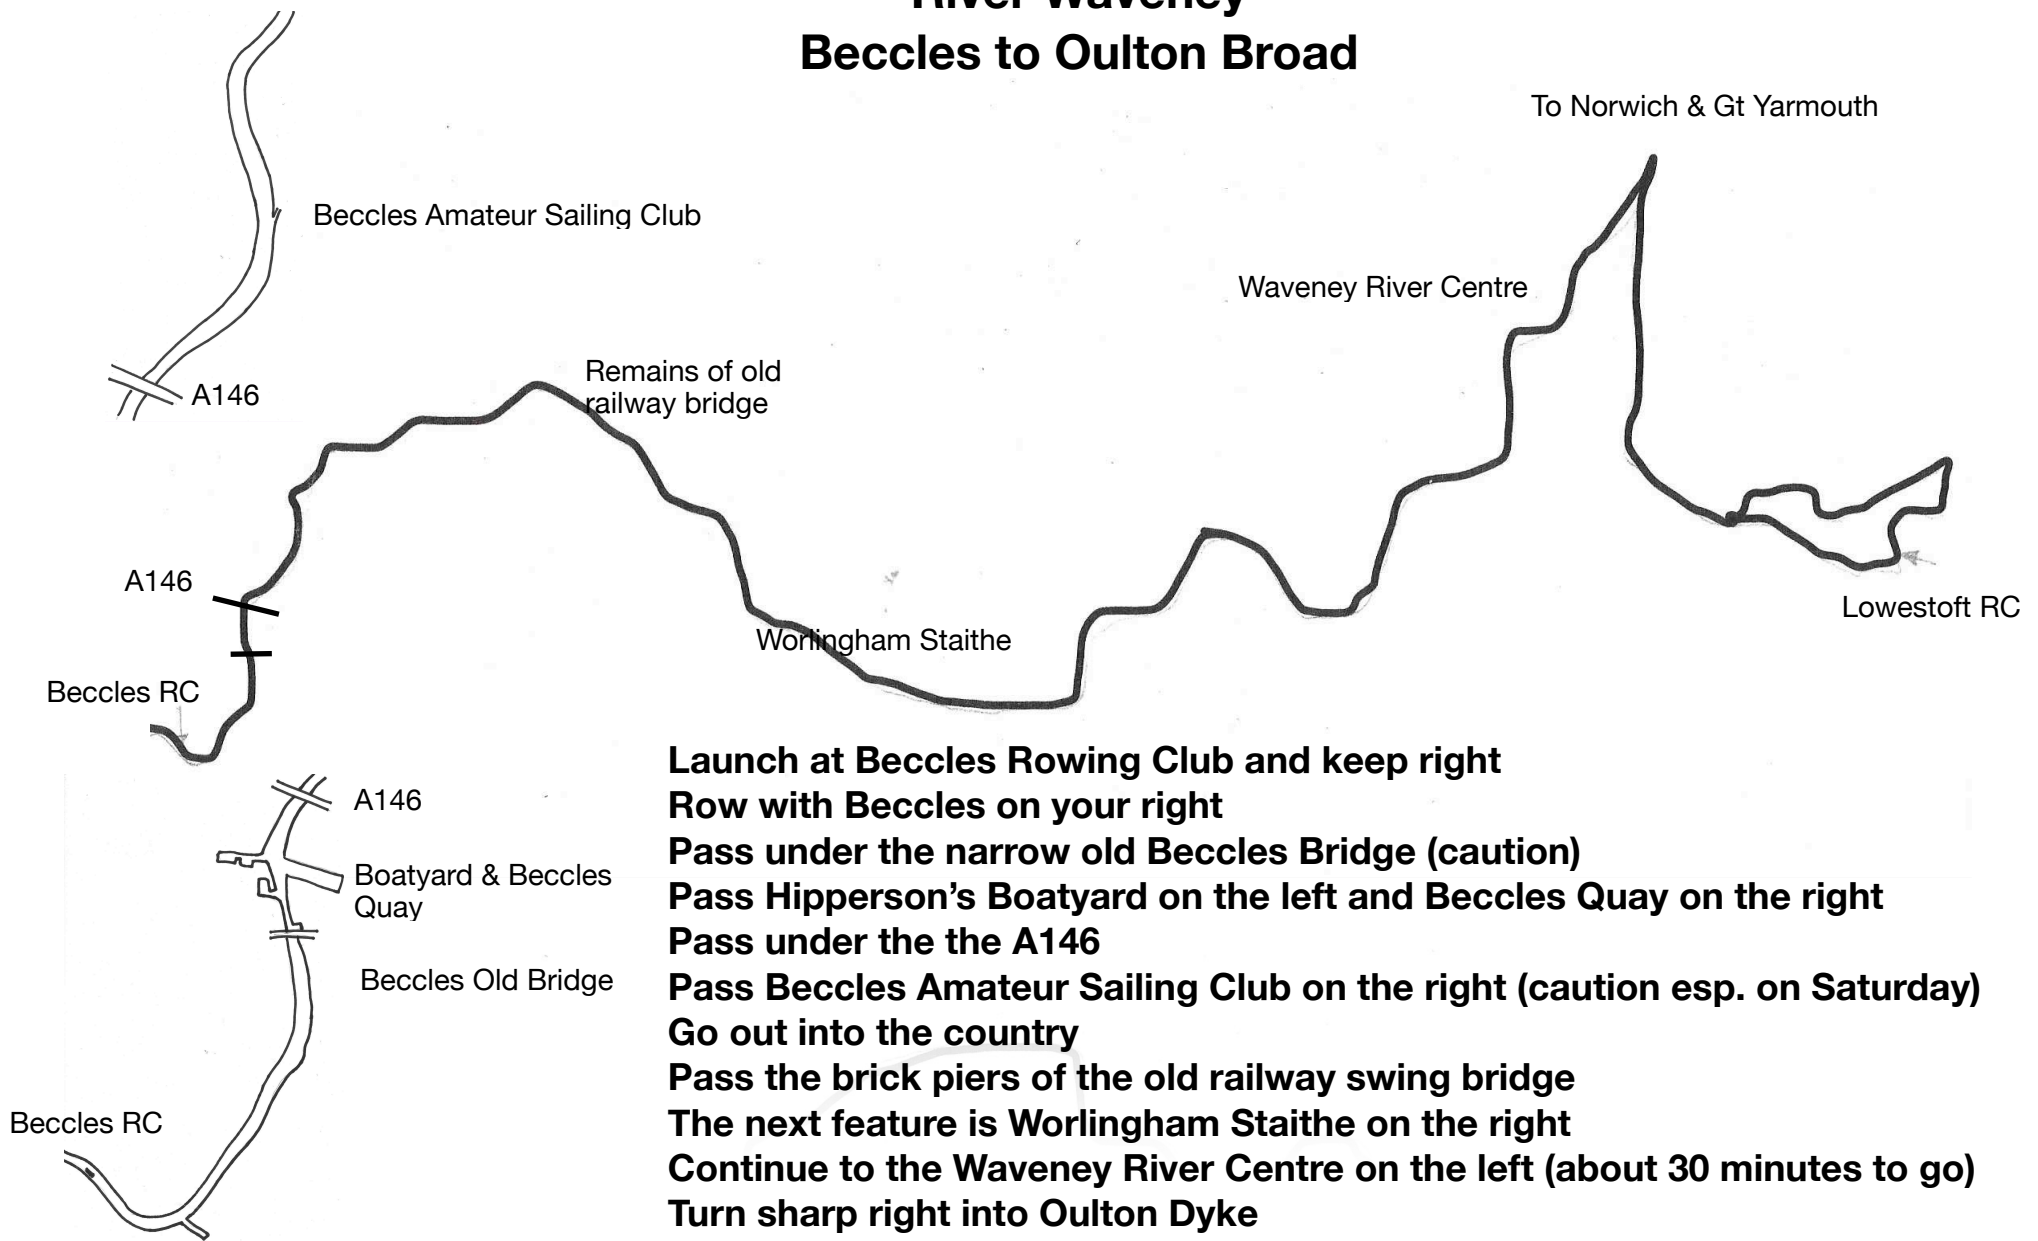 River Waveney
Beccles to Oulton Broad
To Norwich & Gt Yarmouth
Beccles Amateur Sailing Club
Waveney River Centre
Remains of old
railway bridge
A146
A146
Lowestoft RC
Worlingham Staithe
Beccles RC
A146
Boatyard & Beccles
Quay
Beccles Old Bridge
Beccles RC
Launch at Beccles Rowing Club and keep right
Row with Beccles on your right
Pass under the narrow old Beccles Bridge (caution)
Pass Hipperson’s Boatyard on the left and Beccles Quay on the right
Pass under the the A146
Pass Beccles Amateur Sailing Club on the right (caution esp. on Saturday)
Go out into the country
Pass the brick piers of the old railway swing bridge
The next feature is Worlingham Staithe on the right
Continue to the Waveney River Centre on the left (about 30 minutes to go)
Turn sharp right into Oulton Dyke